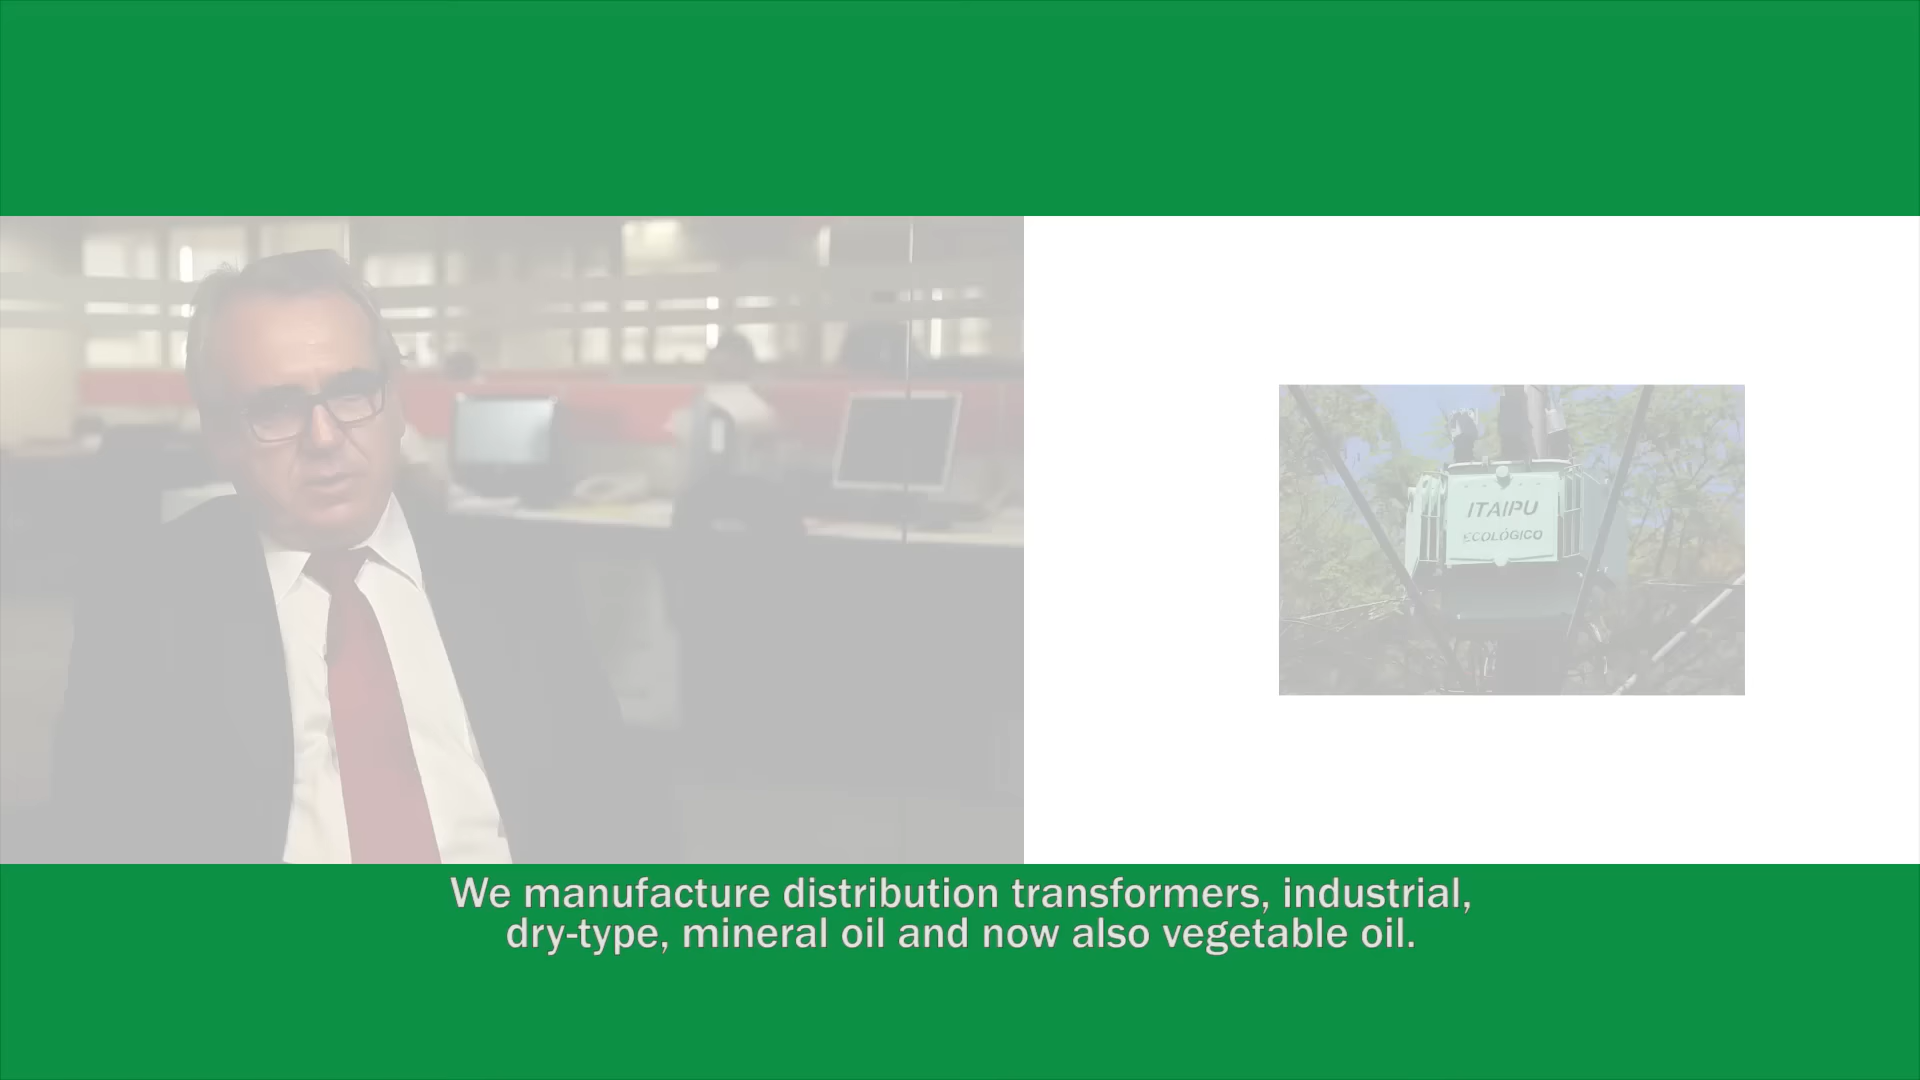 ITAIPU
ECOLÓGICO
We manufacture distribution transformers, industrial,
dry-type, mineral oil and now also vegetable oil.